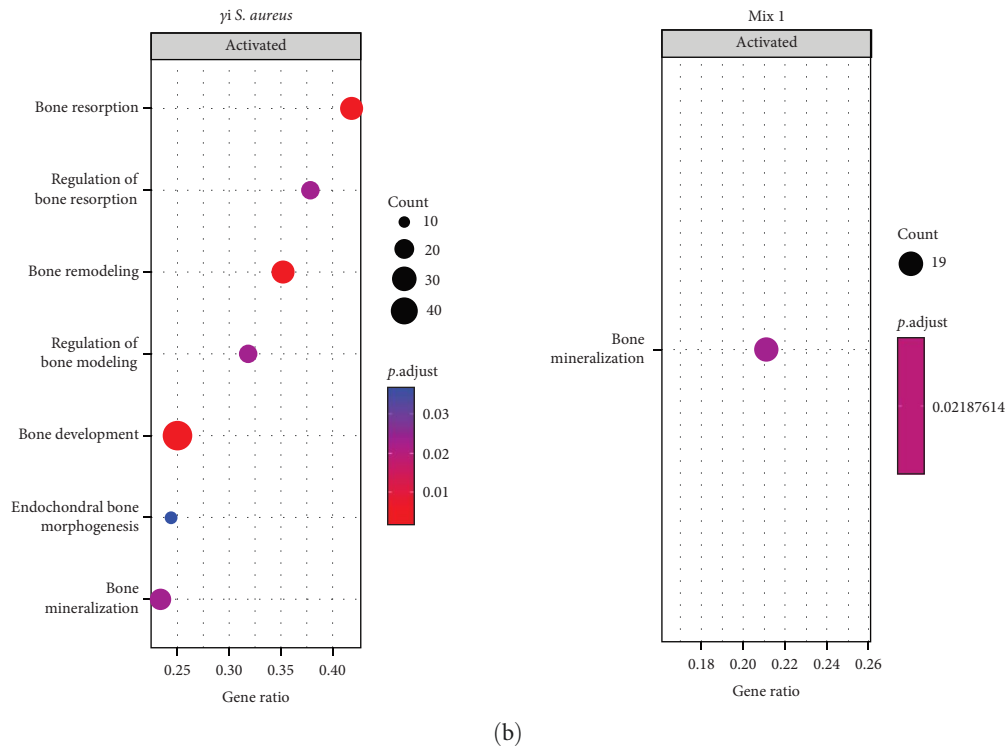 γi S. aureus
Activated
Bone resorption
Regulation of
bone resorption
Bone remodeling
Regulation of
bone modeling
Bone development
Endochondral bone
morphogenesis
Bone
mineralization
0.25 0.30 0.35 0.40
Gene ratio
Count
10
20
30
40
p.adjust
0.03
0.02
0.01
Mix 1
Activated
Bone
mineralization
0.18 0.20 0.22 0.24 0.26
Gene ratio
Count
19
p.adjust
0.02187614
(b)